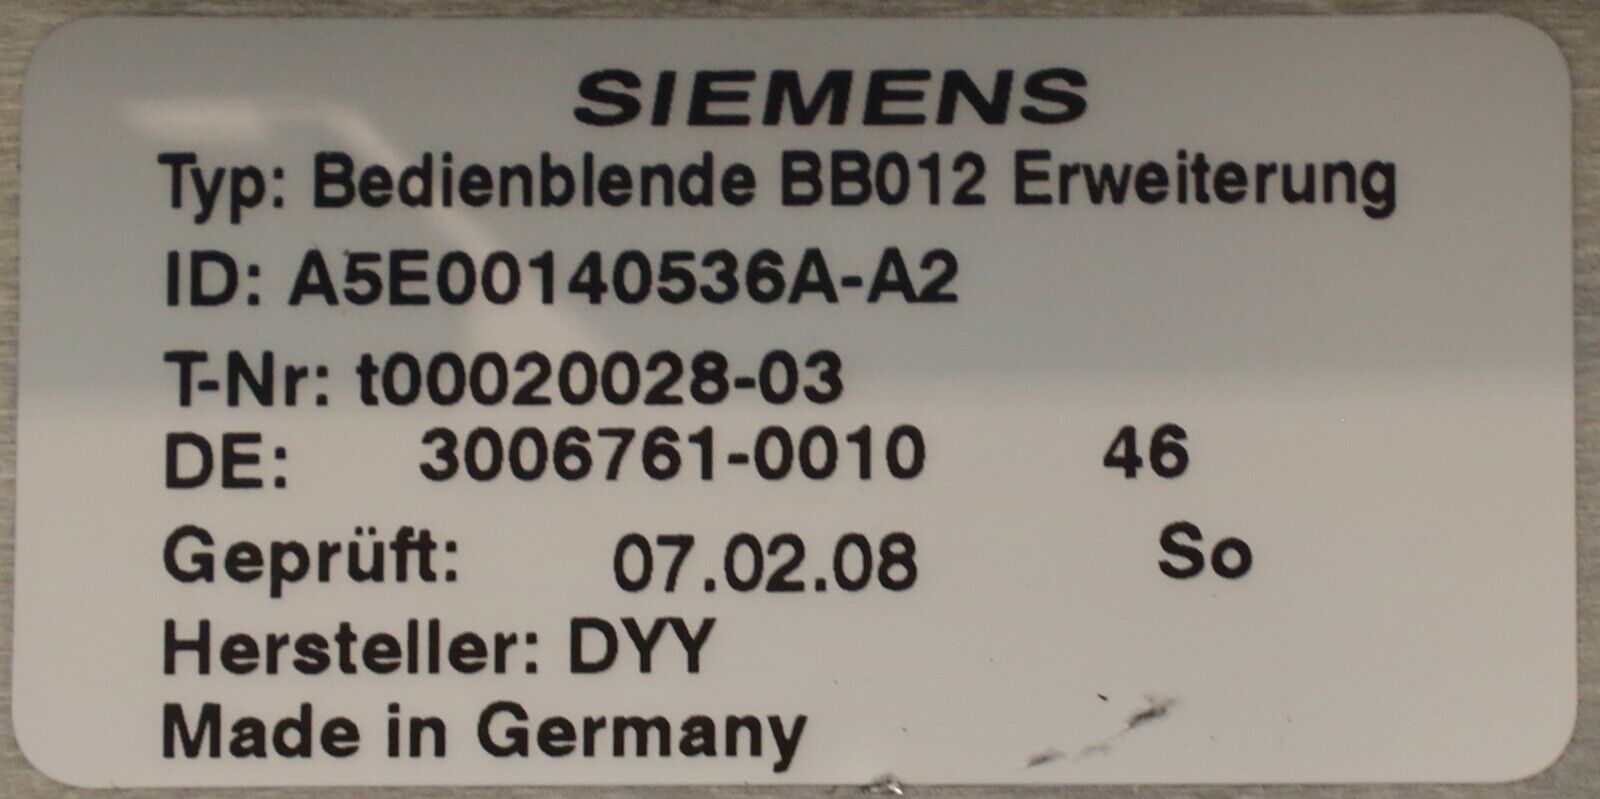 SIEMENS
Typ: Bedienblende BB012 Erweiterung
ID: A5E00140536A-A2
T-Nr: t00020028-03
DE: 3006761-0010 46
Geprüft: 07.02.08 So
Hersteller: DYY
Made in Germany